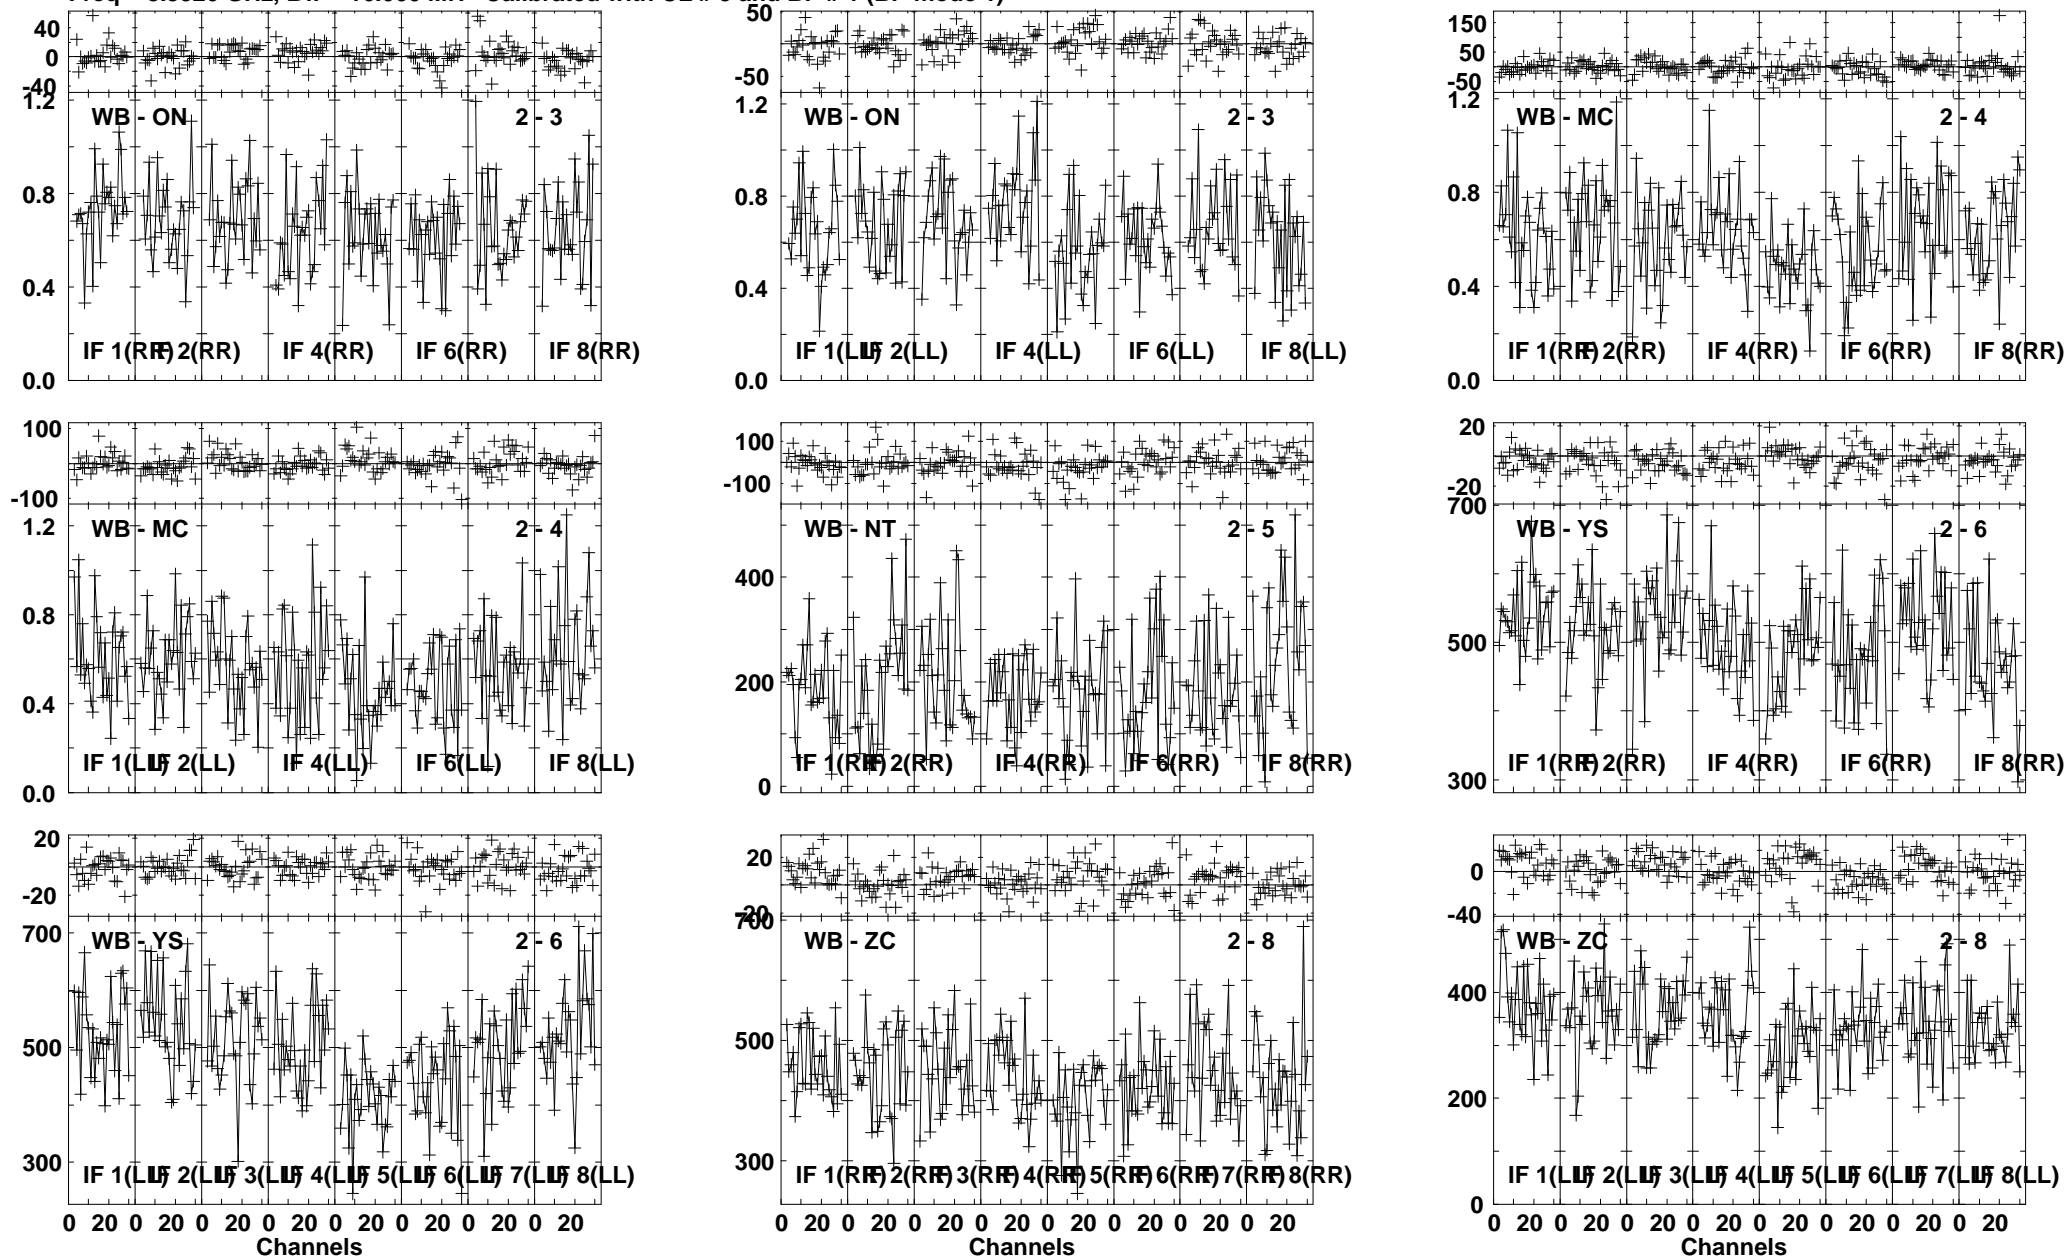 40
0
-40
1.2
WB - ON
2 - 3
0.8
0.4
IF 1(RR) IF 2(RR) IF 4(RR) IF 6(RR) IF 8(RR)
0.0
50
-50
1.2
WB - ON
2 - 3
0.8
0.4
IF 1(LL) IF 2(LL) IF 4(LL) IF 6(LL) IF 8(LL)
0.0
150
50
-50
1.2
WB - MC
2 - 4
0.8
0.4
IF 1(RR) IF 2(RR) IF 4(RR) IF 6(RR) IF 8(RR)
0.0
100
-100
1.2
WB - MC
2 - 4
0.8
0.4
IF 1(LL) IF 2(LL) IF 4(LL) IF 6(LL) IF 8(LL)
0.0
100
-100
WB - NT
2 - 5
400
200
IF 1(RR) IF 2(RR) IF 4(RR) IF 6(RR) IF 8(RR)
0
20
-20
700
WB - YS
2 - 6
500
IF 1(RR) IF 2(RR) IF 4(RR) IF 6(RR) IF 8(RR)
300
20
-20
700
WB - YS
2 - 6
500
300
IF 1(LL) IF 2(LL) IF 3(LL) IF 4(LL) IF 5(LL) IF 6(LL) IF 7(LL) IF 8(LL)
0 20 0 20 0 20 0 20 0 20 0 20 0 20 0 20
Channels
20
-20
700
WB - ZC
2 - 8
500
300
IF 1(RR) IF 2(RR) IF 3(RR) IF 4(RR) IF 5(RR) IF 6(RR) IF 7(RR) IF 8(RR)
0 20 0 20 0 20 0 20 0 20 0 20 0 20 0 20
Channels
0
-40
WB - ZC
2 - 8
400
200
IF 1(LL) IF 2(LL) IF 3(LL) IF 4(LL) IF 5(LL) IF 6(LL) IF 7(LL) IF 8(LL)
0
0 20 0 20 0 20 0 20 0 20 0 20 0 20 0 20
Channels